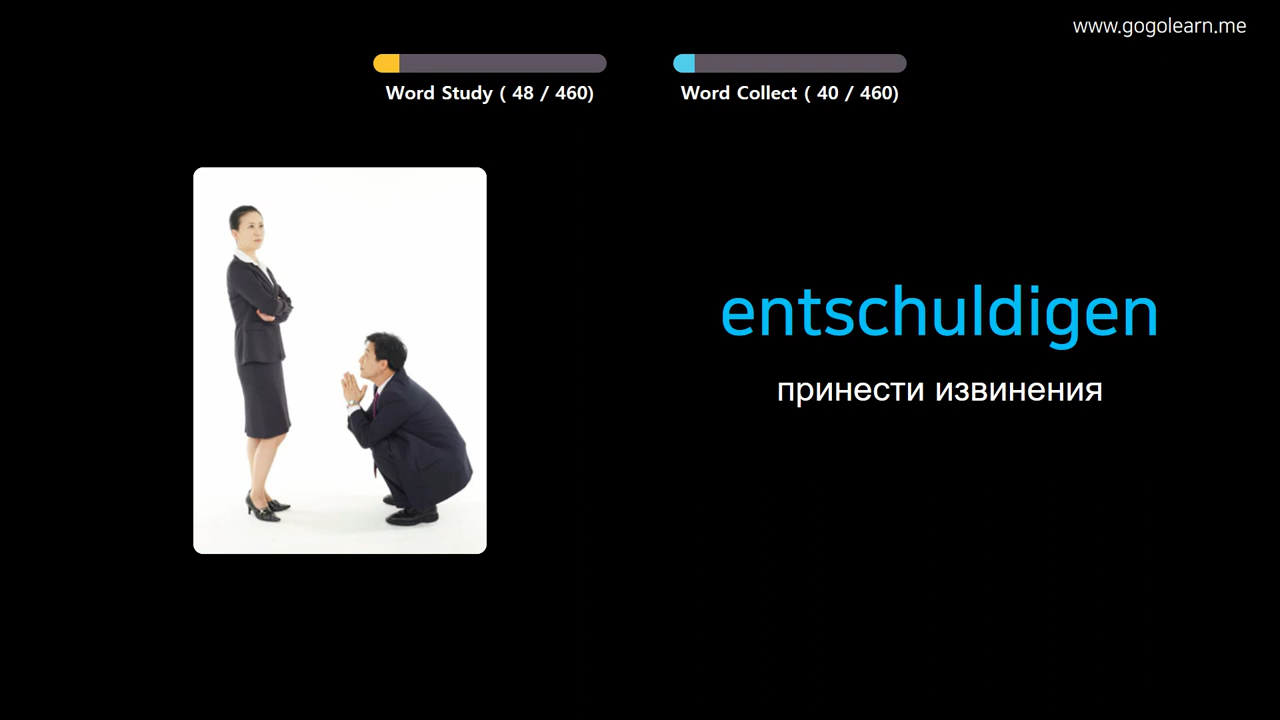 www.gogolearn.me
Word Study ( 48 / 460)
Word Collect ( 40 / 460)
entschuldigen
принести извинения